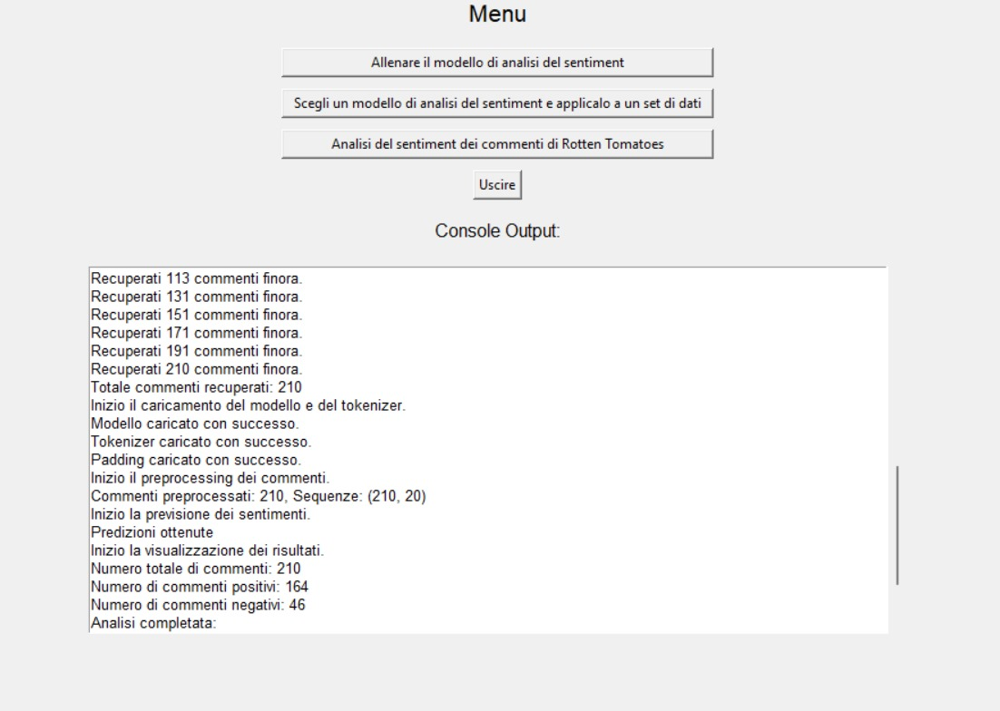 Menu
Allenare il modello di analisi del sentiment
Scegli un modello di analisi del sentiment e applicalo a un set di dati
Analisi del sentiment dei commenti di Rotten Tomatoes
Uscire
Console Output:
Recuperati 113 commenti finora.
Recuperati 131 commenti finora.
Recuperati 151 commenti finora.
Recuperati 171 commenti finora.
Recuperati 191 commenti finora.
Recuperati 210 commenti finora.
Totale commenti recuperati: 210
Inizio il caricamento del modello e del tokenizer.
Modello caricato con successo.
Tokenizer caricato con successo.
Padding caricato con successo.
Inizio il preprocessing dei commenti.
Commenti preprocessati: 210, Sequenze: (210, 20)
Inizio la previsione dei sentimenti.
Predizioni ottenute
Inizio la visualizzazione dei risultati.
Numero totale di commenti: 210
Numero di commenti positivi: 164
Numero di commenti negativi: 46
Analisi completata: